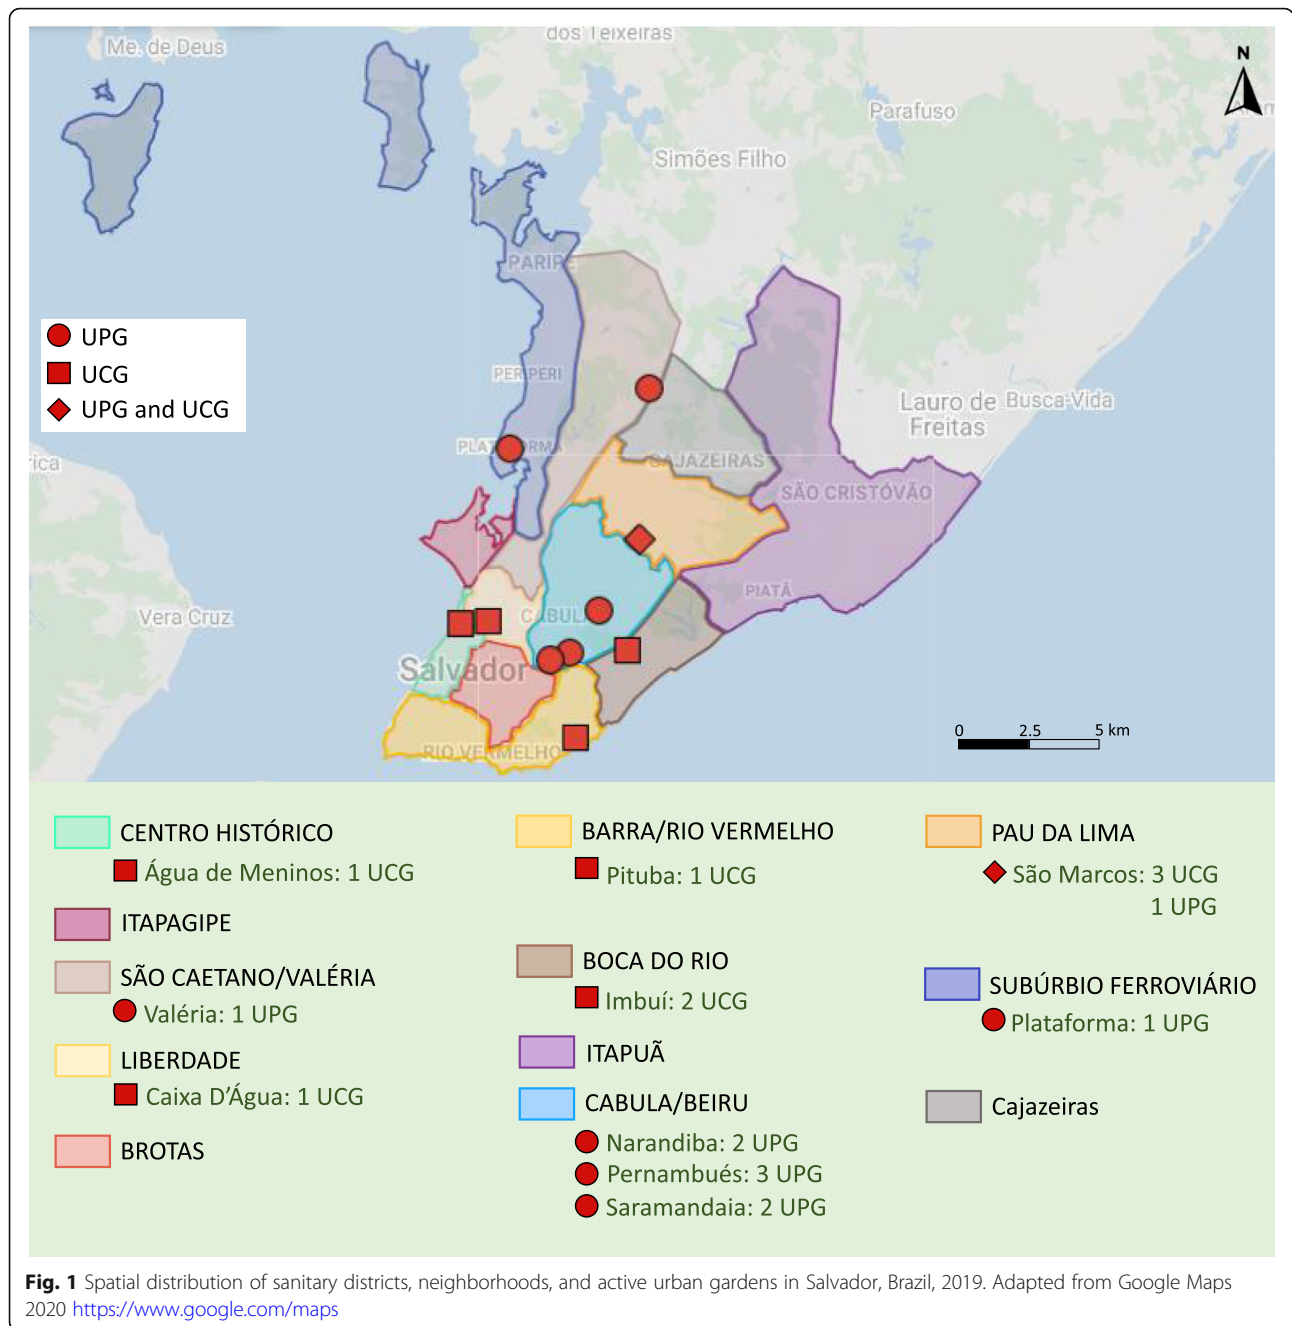 Me. de Deus
dos Teixeiras
N
Parafuso
Simões Filho
PARIPE
UPG
UCG
UPG and UCG
PERIPERI
Lauro de
Freitas
Busca-Vida
PLATAFORMA
rica
CAJAZEIRAS
SÃO CRISTÓVÃO
PIATÃ
Vera Cruz
CABULA
Salvador
RIO VERMELHO
0 2.5 5 km
CENTRO HISTÓRICO
Água de Meninos: 1 UCG
ITAPAGIPE
SÃO CAETANO/VALÉRIA
Valéria: 1 UPG
LIBERDADE
Caixa D’Água: 1 UCG
BROTAS
BARRA/RIO VERMELHO
Pituba: 1 UCG
BOCA DO RIO
Imbuí: 2 UCG
ITAPUÃ
CABULA/BEIRU
Narandiba: 2 UPG
Pernambués: 3 UPG
Saramandaia: 2 UPG
PAU DA LIMA
São Marcos: 3 UCG
1 UPG
SUBÚRBIO FERROVIÁRIO
Plataforma: 1 UPG
Cajazeiras
Fig. 1 Spatial distribution of sanitary districts, neighborhoods, and active urban gardens in Salvador, Brazil, 2019. Adapted from Google Maps
2020 https://www.google.com/maps